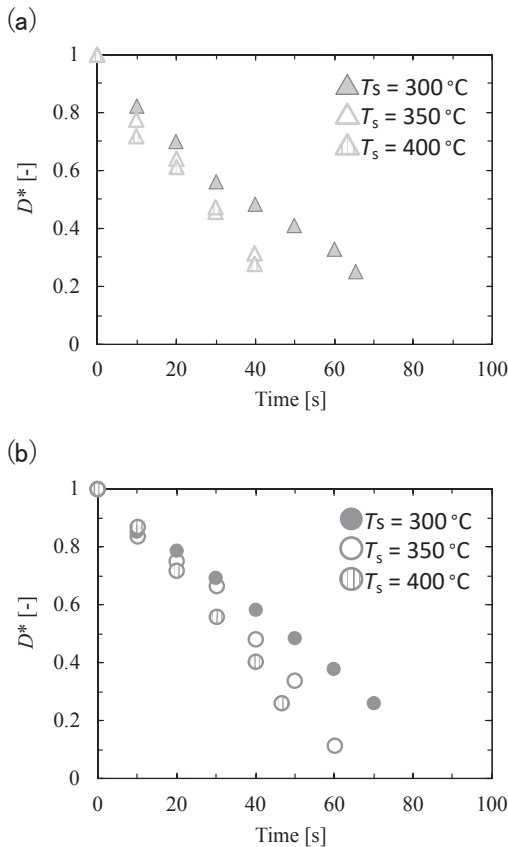 (a)
1
0.8
0.6
0.4
0.2
0
D* [-]
Ts = 300 °C
Ts = 350 °C
Ts = 400 °C
0 20 40 60 80 100
Time [s]
(b)
1
0.8
0.6
0.4
0.2
0
D* [-]
Ts = 300 °C
Ts = 350 °C
Ts = 400 °C
0 20 40 60 80 100
Time [s]